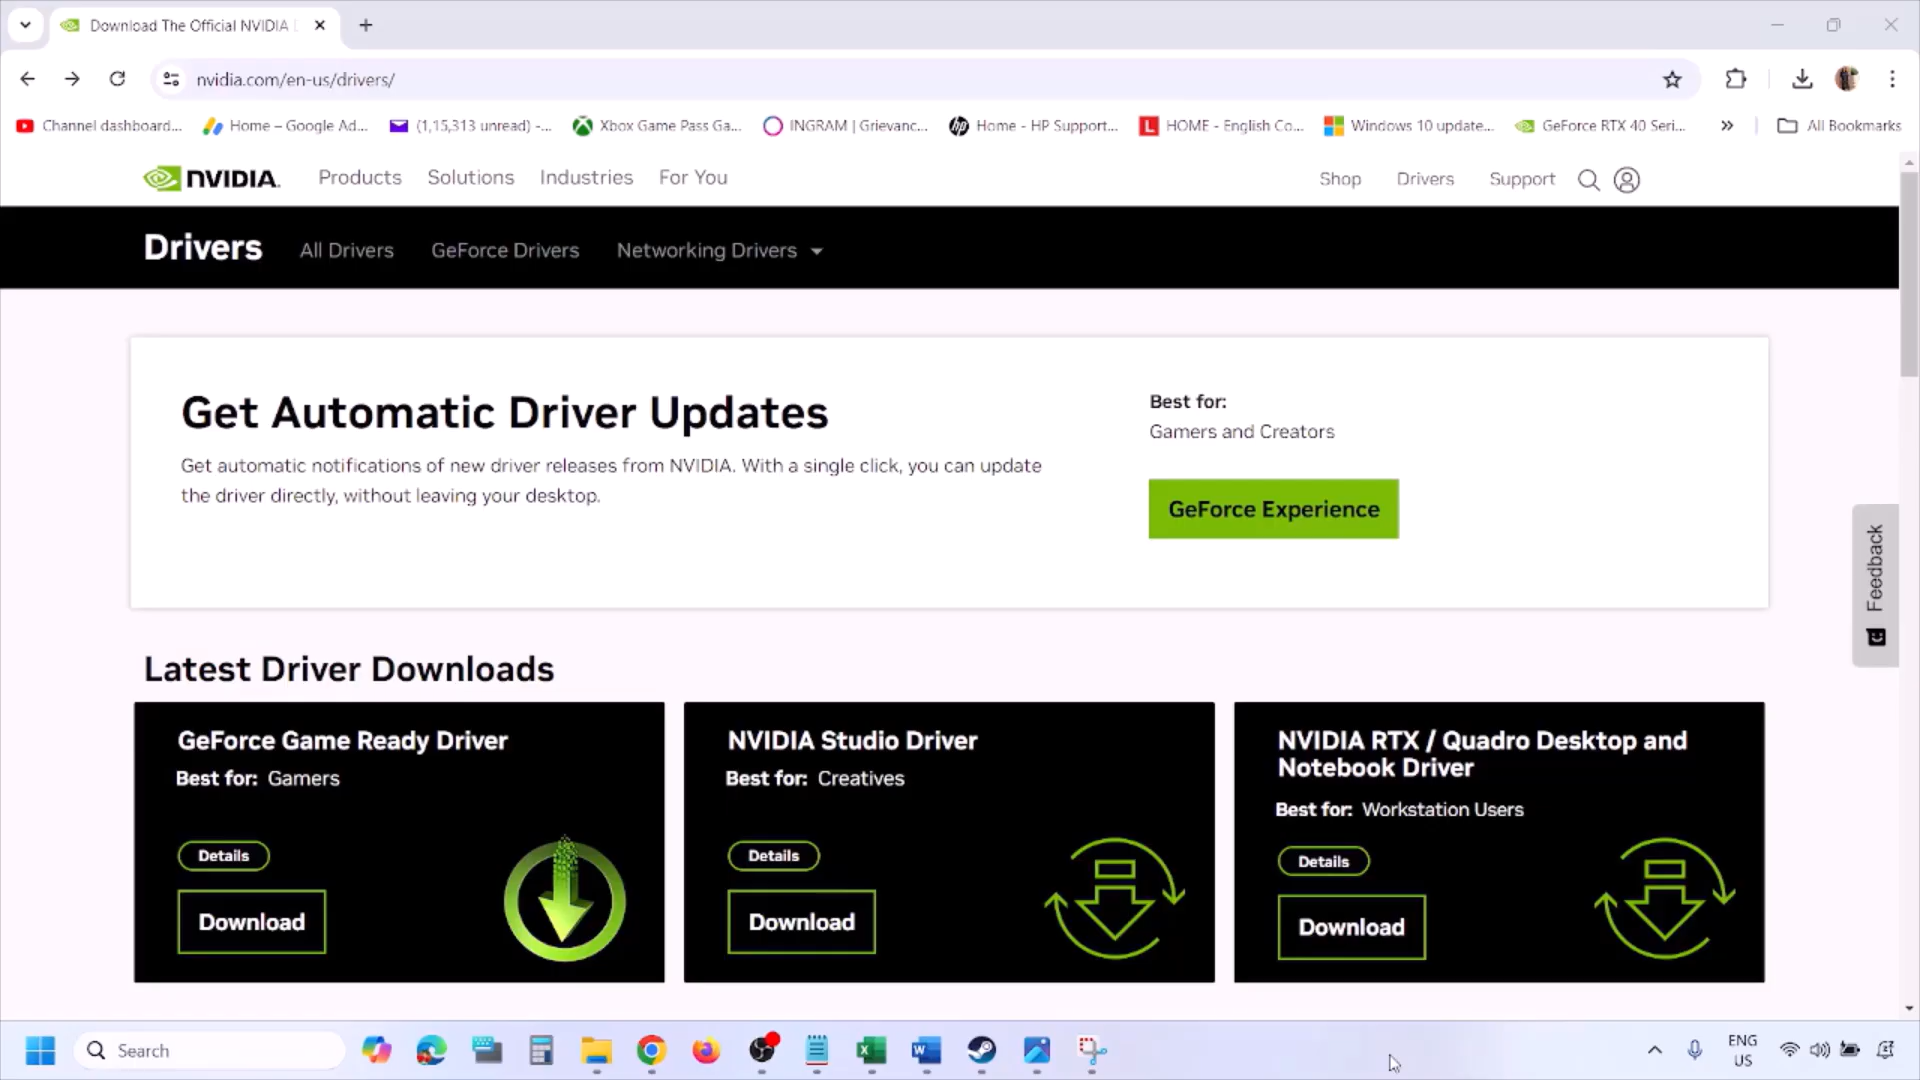 Download The Official NVIDIA D
nvidia.com/en-us/drivers/
Channel dashboard...
Home – Google Ad...
(1,15,313 unread) -...
Xbox Game Pass Ga...
INGRAM | Grievanc...
Home - HP Support...
HOME - English Co...
Windows 10 update...
GeForce RTX 40 Seri...
All Bookmarks
NVIDIA.
Products
Solutions
Industries
For You
Shop
Drivers
Support
Drivers
All Drivers
GeForce Drivers
Networking Drivers
Get Automatic Driver Updates
Get automatic notifications of new driver releases from NVIDIA. With a single click, you can update
the driver directly, without leaving your desktop.
Best for:
Gamers and Creators
GeForce Experience
Feedback
Latest Driver Downloads
GeForce Game Ready Driver
Best for: Gamers
Details
Download
NVIDIA Studio Driver
Best for: Creatives
Details
Download
NVIDIA RTX / Quadro Desktop and
Notebook Driver
Best for: Workstation Users
Details
Download
Search
ENG
US